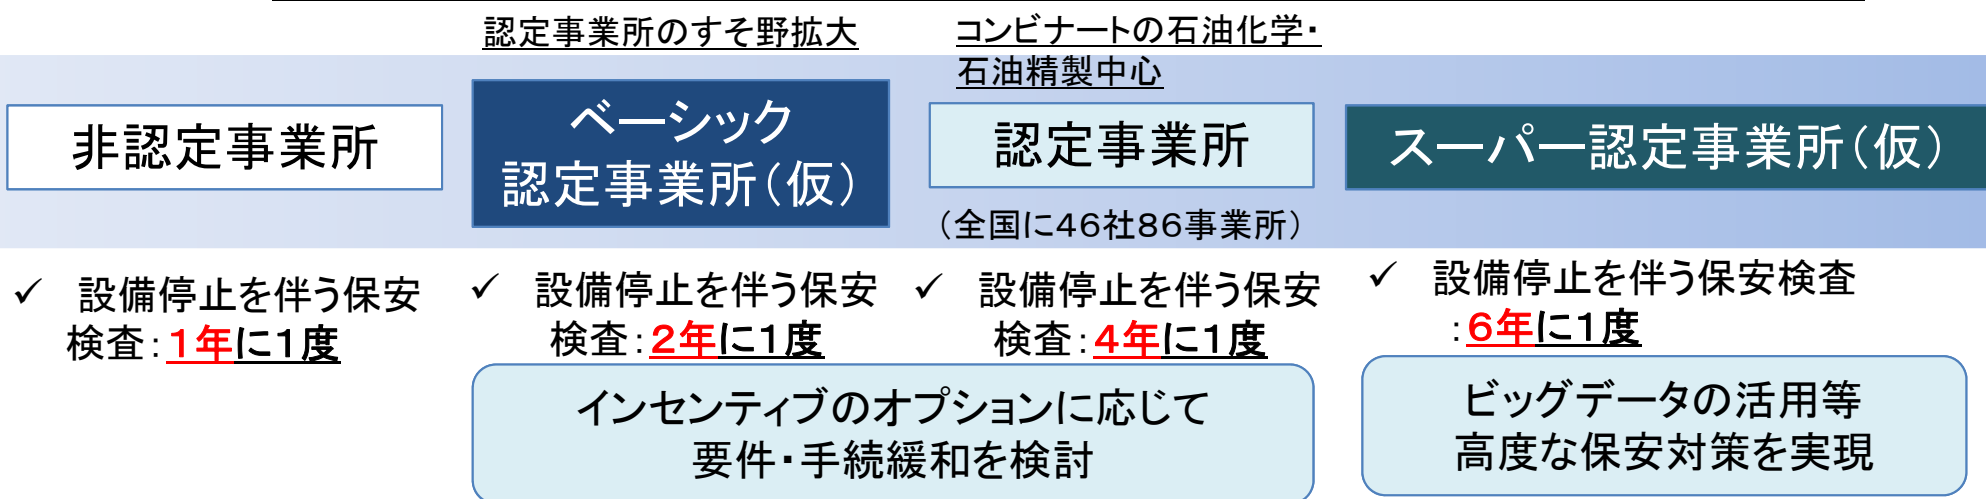 認定事業所のすそ野拡大
コンビナートの石油化学・
石油精製中心
非認定事業所
ベーシック
認定事業所(仮)
認定事業所
(全国に46社86事業所)
スーパー認定事業所(仮)
✓ 設備停止を伴う保安
検査:1年に1度
✓ 設備停止を伴う保安
検査:2年に1度
✓ 設備停止を伴う保安
検査:4年に1度
✓ 設備停止を伴う保安検査
:6年に1度
インセンティブのオプションに応じて
要件・手続緩和を検討
ビッグデータの活用等
高度な保安対策を実現